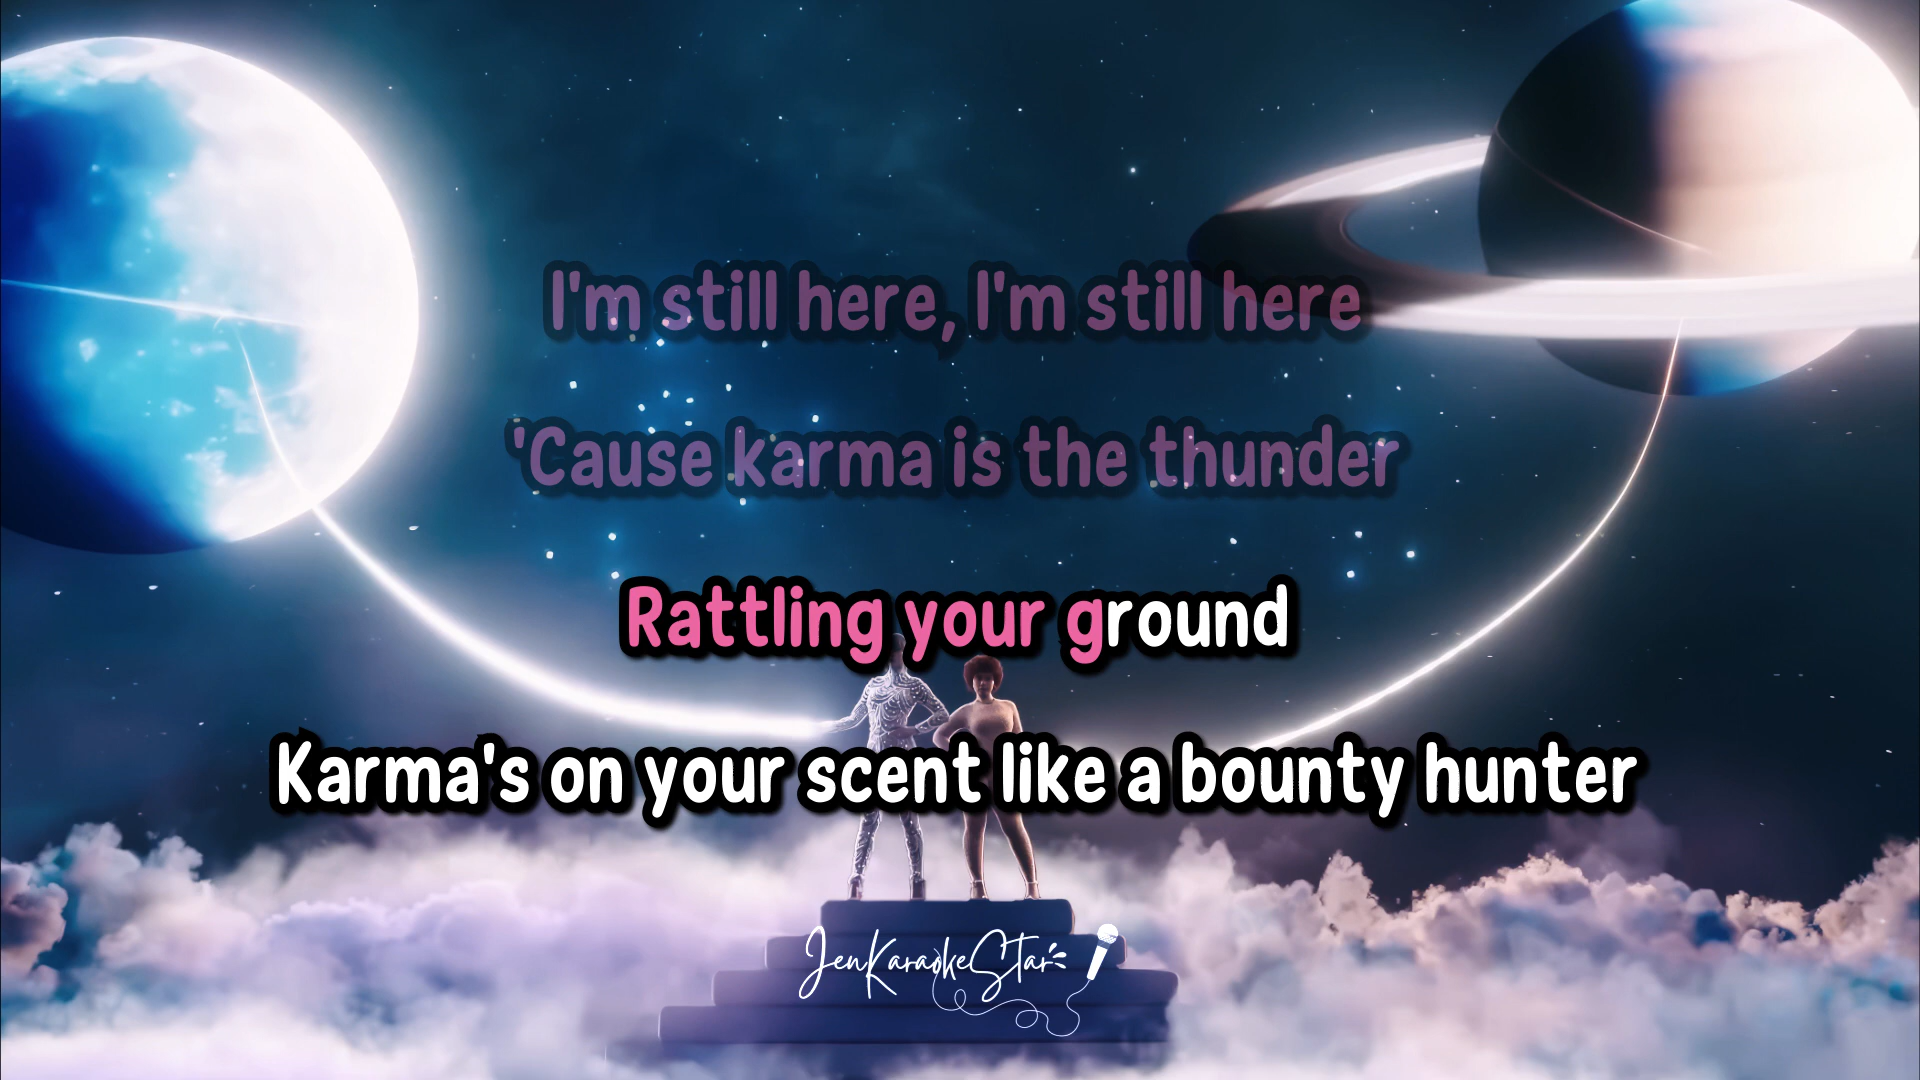 I'm still here, I'm still here
'Cause karma is the thunder
Rattling your ground
Karma's on your scent like a bounty hunter
JenKaraokeStar